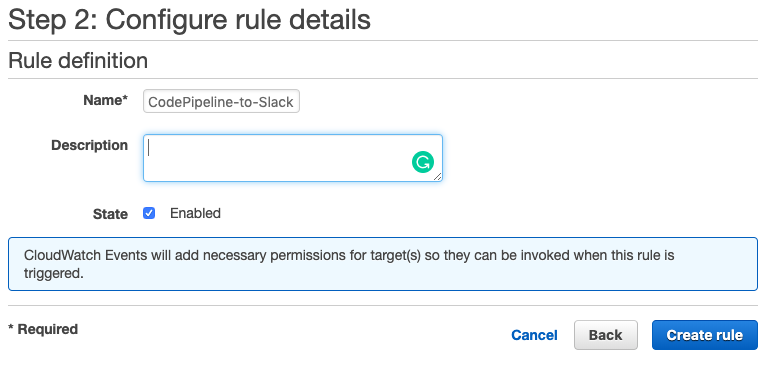 Step 2: Configure rule details
Rule definition
Name* CodePipeline-to-Slack
Description
State Enabled
CloudWatch Events will add necessary permissions for target(s) so they can be invoked when this rule is
triggered.
* Required Cancel Back Create rule